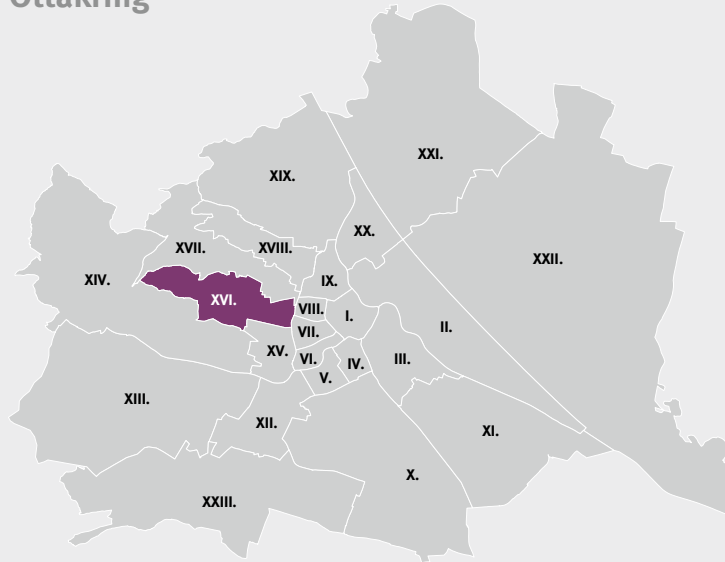 Ottakring
XXI.
XIX.
XX.
XVII.
XVIII.
XXII.
XIV.
IX.
XVI.
VIII.
I.
II.
VII.
XV.
VI.
IV.
III.
V.
XIII.
XII.
XI.
X.
XXIII.